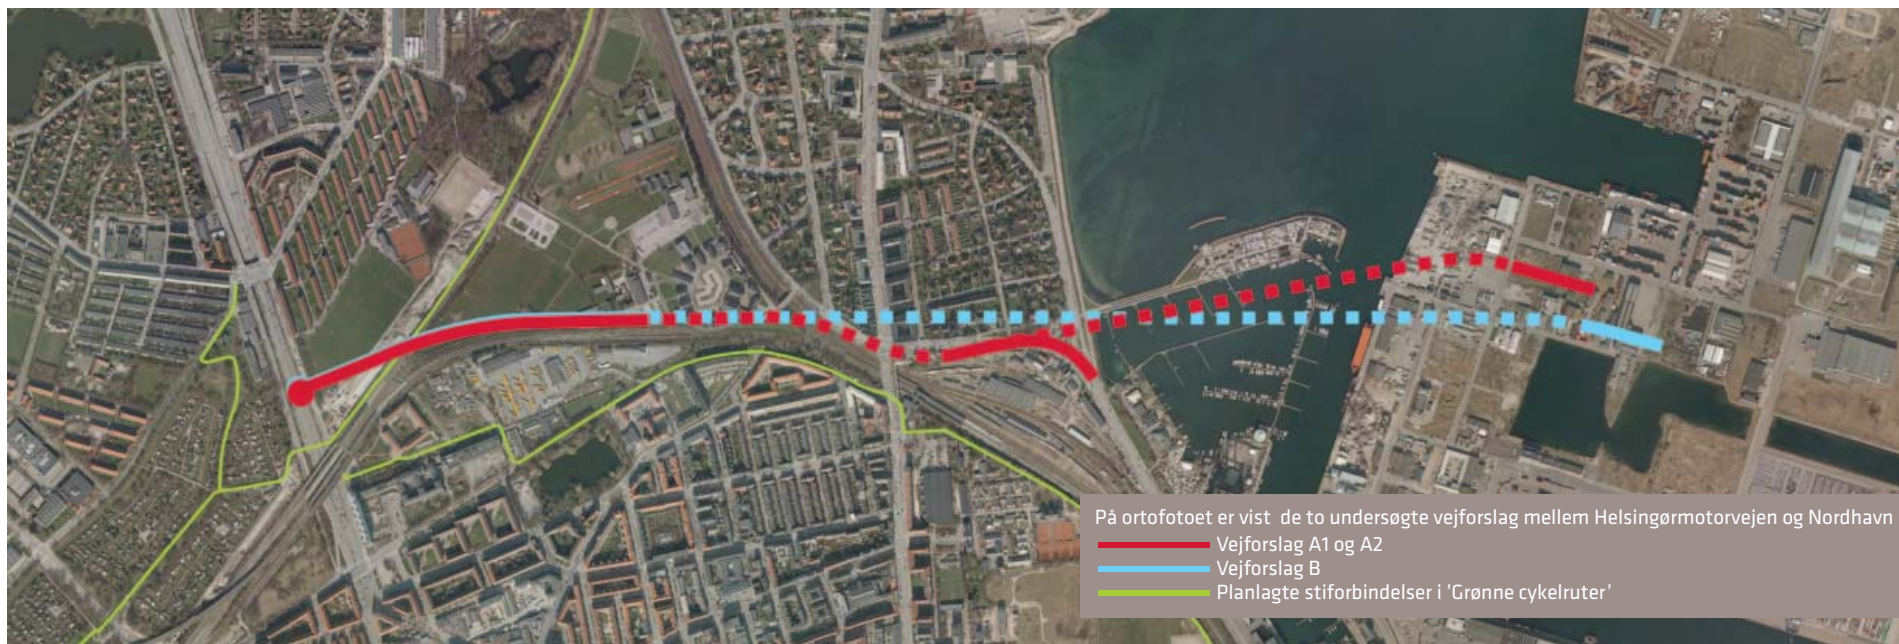 På ortofotoet er vist de to undersøgte vejforslag mellem Helsingørmotorvejen og Nordhavn
Vejforslag A1 og A2
Vejforslag B
Planlagte stiforbindelser i 'Grønne cykelruter'